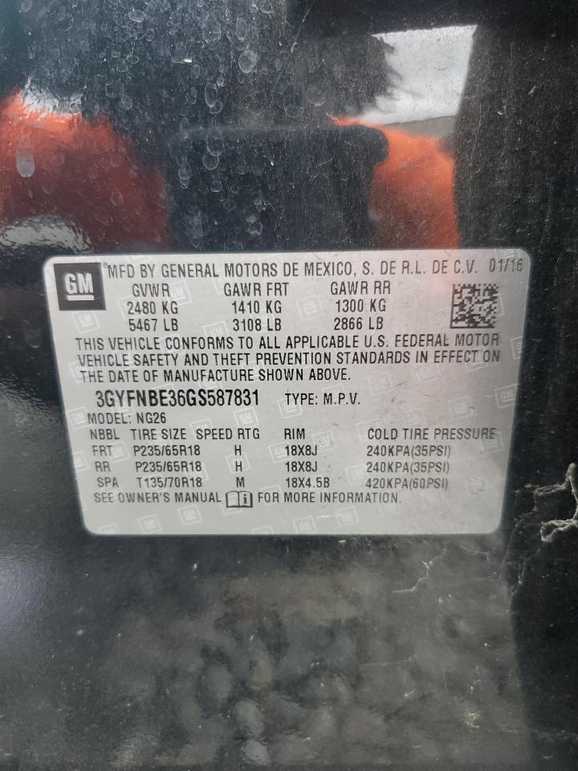 GM MFD BY GENERAL MOTORS DE MEXICO, S. DE R.L. DE C.V. 01/16
GVWR GAWR FRT GAWR RR
2480 KG 1410 KG 1300 KG
5467 LB 3108 LB 2866 LB
THIS VEHICLE CONFORMS TO ALL APPLICABLE U.S. FEDERAL MOTOR
VEHICLE SAFETY AND THEFT PREVENTION STANDARDS IN EFFECT ON
THE DATE OF MANUFACTURE SHOWN ABOVE.
3GYFNBE36GS587831 TYPE: M.P.V.
MODEL: NG26
NBBL TIRE SIZE SPEED RTG RIM COLD TIRE PRESSURE
FRT P235/65R18 H 18X8J 240KPA(35PSI)
RR P235/65R18 H 18X8J 240KPA(35PSI)
SPA T135/70R18 M 18X4.5B 420KPA(60PSI)
SEE OWNER'S MANUAL i FOR MORE INFORMATION.